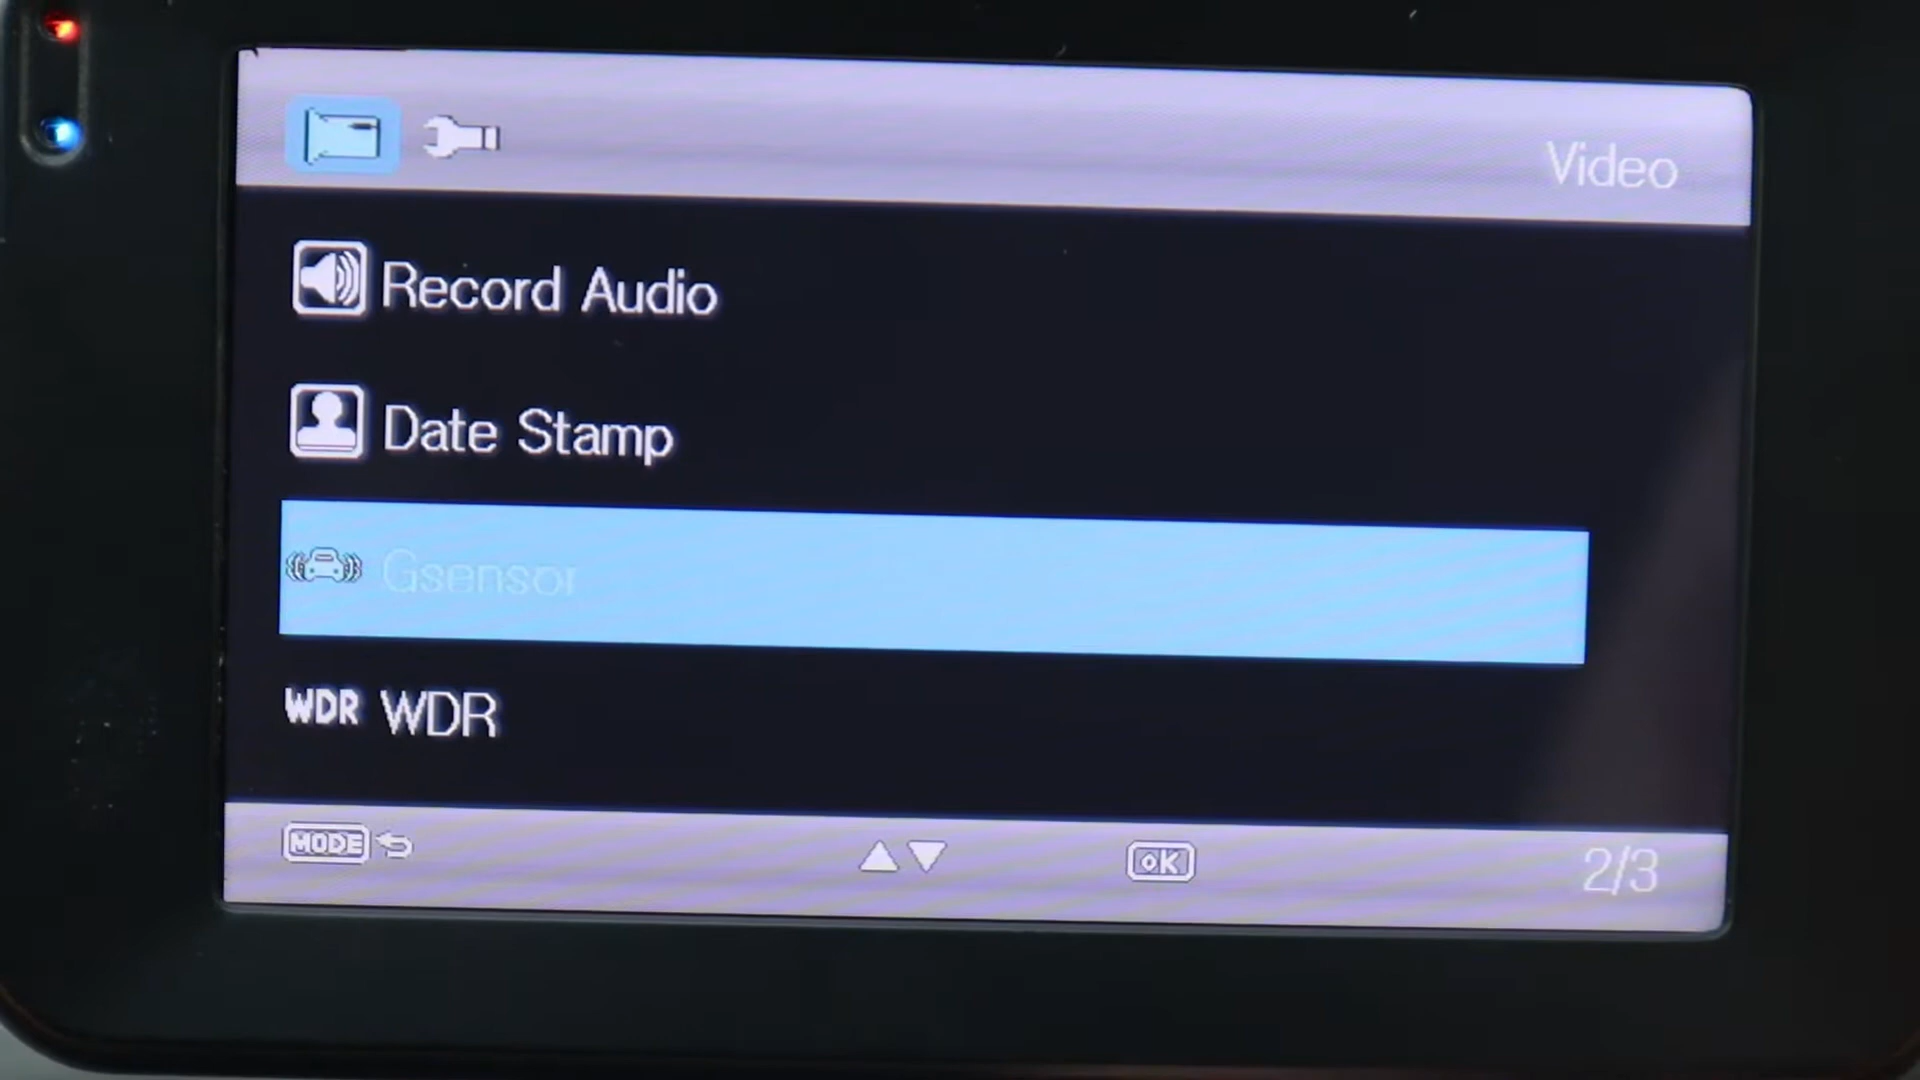 Video
Record Audio
Date Stamp
Gsensor
WDR WDR
MODE OK 2/3